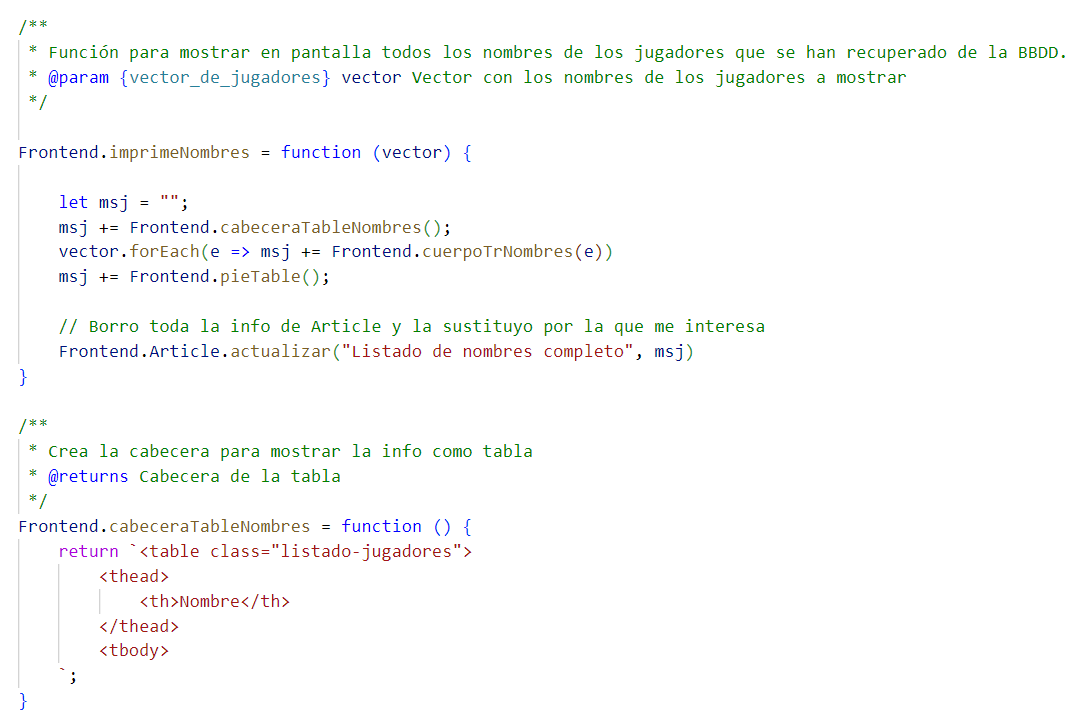 /**
 * Función para mostrar en pantalla todos los nombres de los jugadores que se han recuperado de la BBDD.
 * @param {vector_de_jugadores} vector Vector con los nombres de los jugadores a mostrar
 */

Frontend.imprimeNombres = function (vector) {

    let msj = "";
    msj += Frontend.cabeceraTableNombres();
    vector.forEach(e => msj += Frontend.cuerpoTrNombres(e))
    msj += Frontend.pieTable();

    // Borro toda la info de Article y la sustituyo por la que me interesa
    Frontend.Article.actualizar("Listado de nombres completo", msj)
}

/**
 * Crea la cabecera para mostrar la info como tabla
 * @returns Cabecera de la tabla
 */
Frontend.cabeceraTableNombres = function () {
    return `<table class="listado-jugadores">
        <thead>
            <th>Nombre</th>
        </thead>
        <tbody>
    `;
}